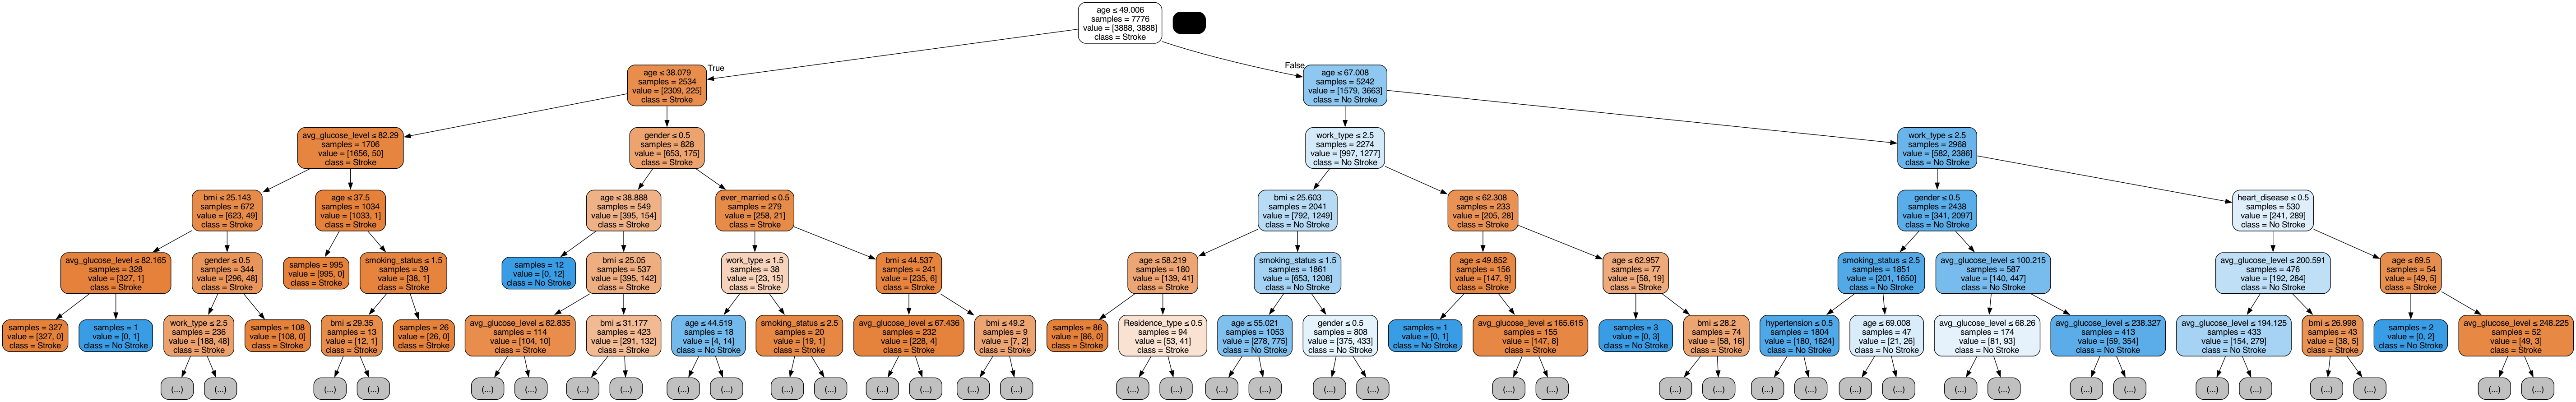 age ≤ 49.006
samples = 7776
value = [3888, 3888]
class = Stroke
True
False
age ≤ 38.079
samples = 2534
value = [2309, 225]
class = Stroke
age ≤ 67.008
samples = 5242
value = [1579, 3663]
class = No Stroke
avg_glucose_level ≤ 82.29
samples = 1706
value = [1656, 50]
class = Stroke
gender ≤ 0.5
samples = 828
value = [653, 175]
class = Stroke
work_type ≤ 2.5
samples = 2274
value = [997, 1277]
class = No Stroke
work_type ≤ 2.5
samples = 2968
value = [582, 2386]
class = No Stroke
bmi ≤ 25.143
samples = 672
value = [623, 49]
class = Stroke
age ≤ 37.5
samples = 1034
value = [1033, 1]
class = Stroke
age ≤ 38.888
samples = 549
value = [395, 154]
class = Stroke
ever_married ≤ 0.5
samples = 279
value = [258, 21]
class = Stroke
bmi ≤ 25.603
samples = 2041
value = [792, 1249]
class = No Stroke
age ≤ 62.308
samples = 233
value = [205, 28]
class = Stroke
gender ≤ 0.5
samples = 2438
value = [341, 2097]
class = No Stroke
heart_disease ≤ 0.5
samples = 530
value = [241, 289]
class = No Stroke
avg_glucose_level ≤ 82.165
samples = 328
value = [327, 1]
class = Stroke
gender ≤ 0.5
samples = 344
value = [296, 48]
class = Stroke
samples = 995
value = [995, 0]
class = Stroke
smoking_status ≤ 1.5
samples = 39
value = [38, 1]
class = Stroke
samples = 12
value = [0, 12]
class = No Stroke
bmi ≤ 25.05
samples = 537
value = [395, 142]
class = Stroke
work_type ≤ 1.5
samples = 38
value = [23, 15]
class = Stroke
bmi ≤ 44.537
samples = 241
value = [235, 6]
class = Stroke
age ≤ 58.219
samples = 180
value = [139, 41]
class = Stroke
smoking_status ≤ 1.5
samples = 1861
value = [653, 1208]
class = No Stroke
age ≤ 49.852
samples = 156
value = [147, 9]
class = Stroke
age ≤ 62.957
samples = 77
value = [58, 19]
class = Stroke
smoking_status ≤ 2.5
samples = 1851
value = [201, 1650]
class = No Stroke
avg_glucose_level ≤ 100.215
samples = 587
value = [140, 447]
class = No Stroke
avg_glucose_level ≤ 200.591
samples = 476
value = [192, 284]
class = No Stroke
age ≤ 69.5
samples = 54
value = [49, 5]
class = Stroke
samples = 327
value = [327, 0]
class = Stroke
samples = 1
value = [0, 1]
class = No Stroke
work_type ≤ 2.5
samples = 236
value = [188, 48]
class = Stroke
samples = 108
value = [108, 0]
class = Stroke
bmi ≤ 29.35
samples = 13
value = [12, 1]
class = Stroke
samples = 26
value = [26, 0]
class = Stroke
avg_glucose_level ≤ 82.835
samples = 114
value = [104, 10]
class = Stroke
bmi ≤ 31.177
samples = 423
value = [291, 132]
class = Stroke
age ≤ 44.519
samples = 18
value = [4, 14]
class = No Stroke
smoking_status ≤ 2.5
samples = 20
value = [19, 1]
class = Stroke
avg_glucose_level ≤ 67.436
samples = 232
value = [228, 4]
class = Stroke
bmi ≤ 49.2
samples = 9
value = [7, 2]
class = Stroke
samples = 86
value = [86, 0]
class = Stroke
Residence_type ≤ 0.5
samples = 94
value = [53, 41]
class = Stroke
age ≤ 55.021
samples = 1053
value = [278, 775]
class = No Stroke
gender ≤ 0.5
samples = 808
value = [375, 433]
class = No Stroke
samples = 1
value = [0, 1]
class = No Stroke
avg_glucose_level ≤ 165.615
samples = 155
value = [147, 8]
class = Stroke
samples = 3
value = [0, 3]
class = No Stroke
bmi ≤ 28.2
samples = 74
value = [58, 16]
class = Stroke
hypertension ≤ 0.5
samples = 1804
value = [180, 1624]
class = No Stroke
age ≤ 69.008
samples = 47
value = [21, 26]
class = No Stroke
avg_glucose_level ≤ 68.26
samples = 174
value = [81, 93]
class = No Stroke
avg_glucose_level ≤ 238.327
samples = 413
value = [59, 354]
class = No Stroke
avg_glucose_level ≤ 194.125
samples = 433
value = [154, 279]
class = No Stroke
bmi ≤ 26.998
samples = 43
value = [38, 5]
class = Stroke
samples = 2
value = [0, 2]
class = No Stroke
avg_glucose_level ≤ 248.225
samples = 52
value = [49, 3]
class = Stroke
(...) (...) (...) (...) (...) (...) (...) (...) (...) (...) (...) (...) (...) (...) (...) (...) (...) (...) (...) (...) (...) (...) (...) (...) (...) (...) (...) (...) (...) (...) (...) (...) (...) (...) (...) (...) (...) (...) (...) (...)